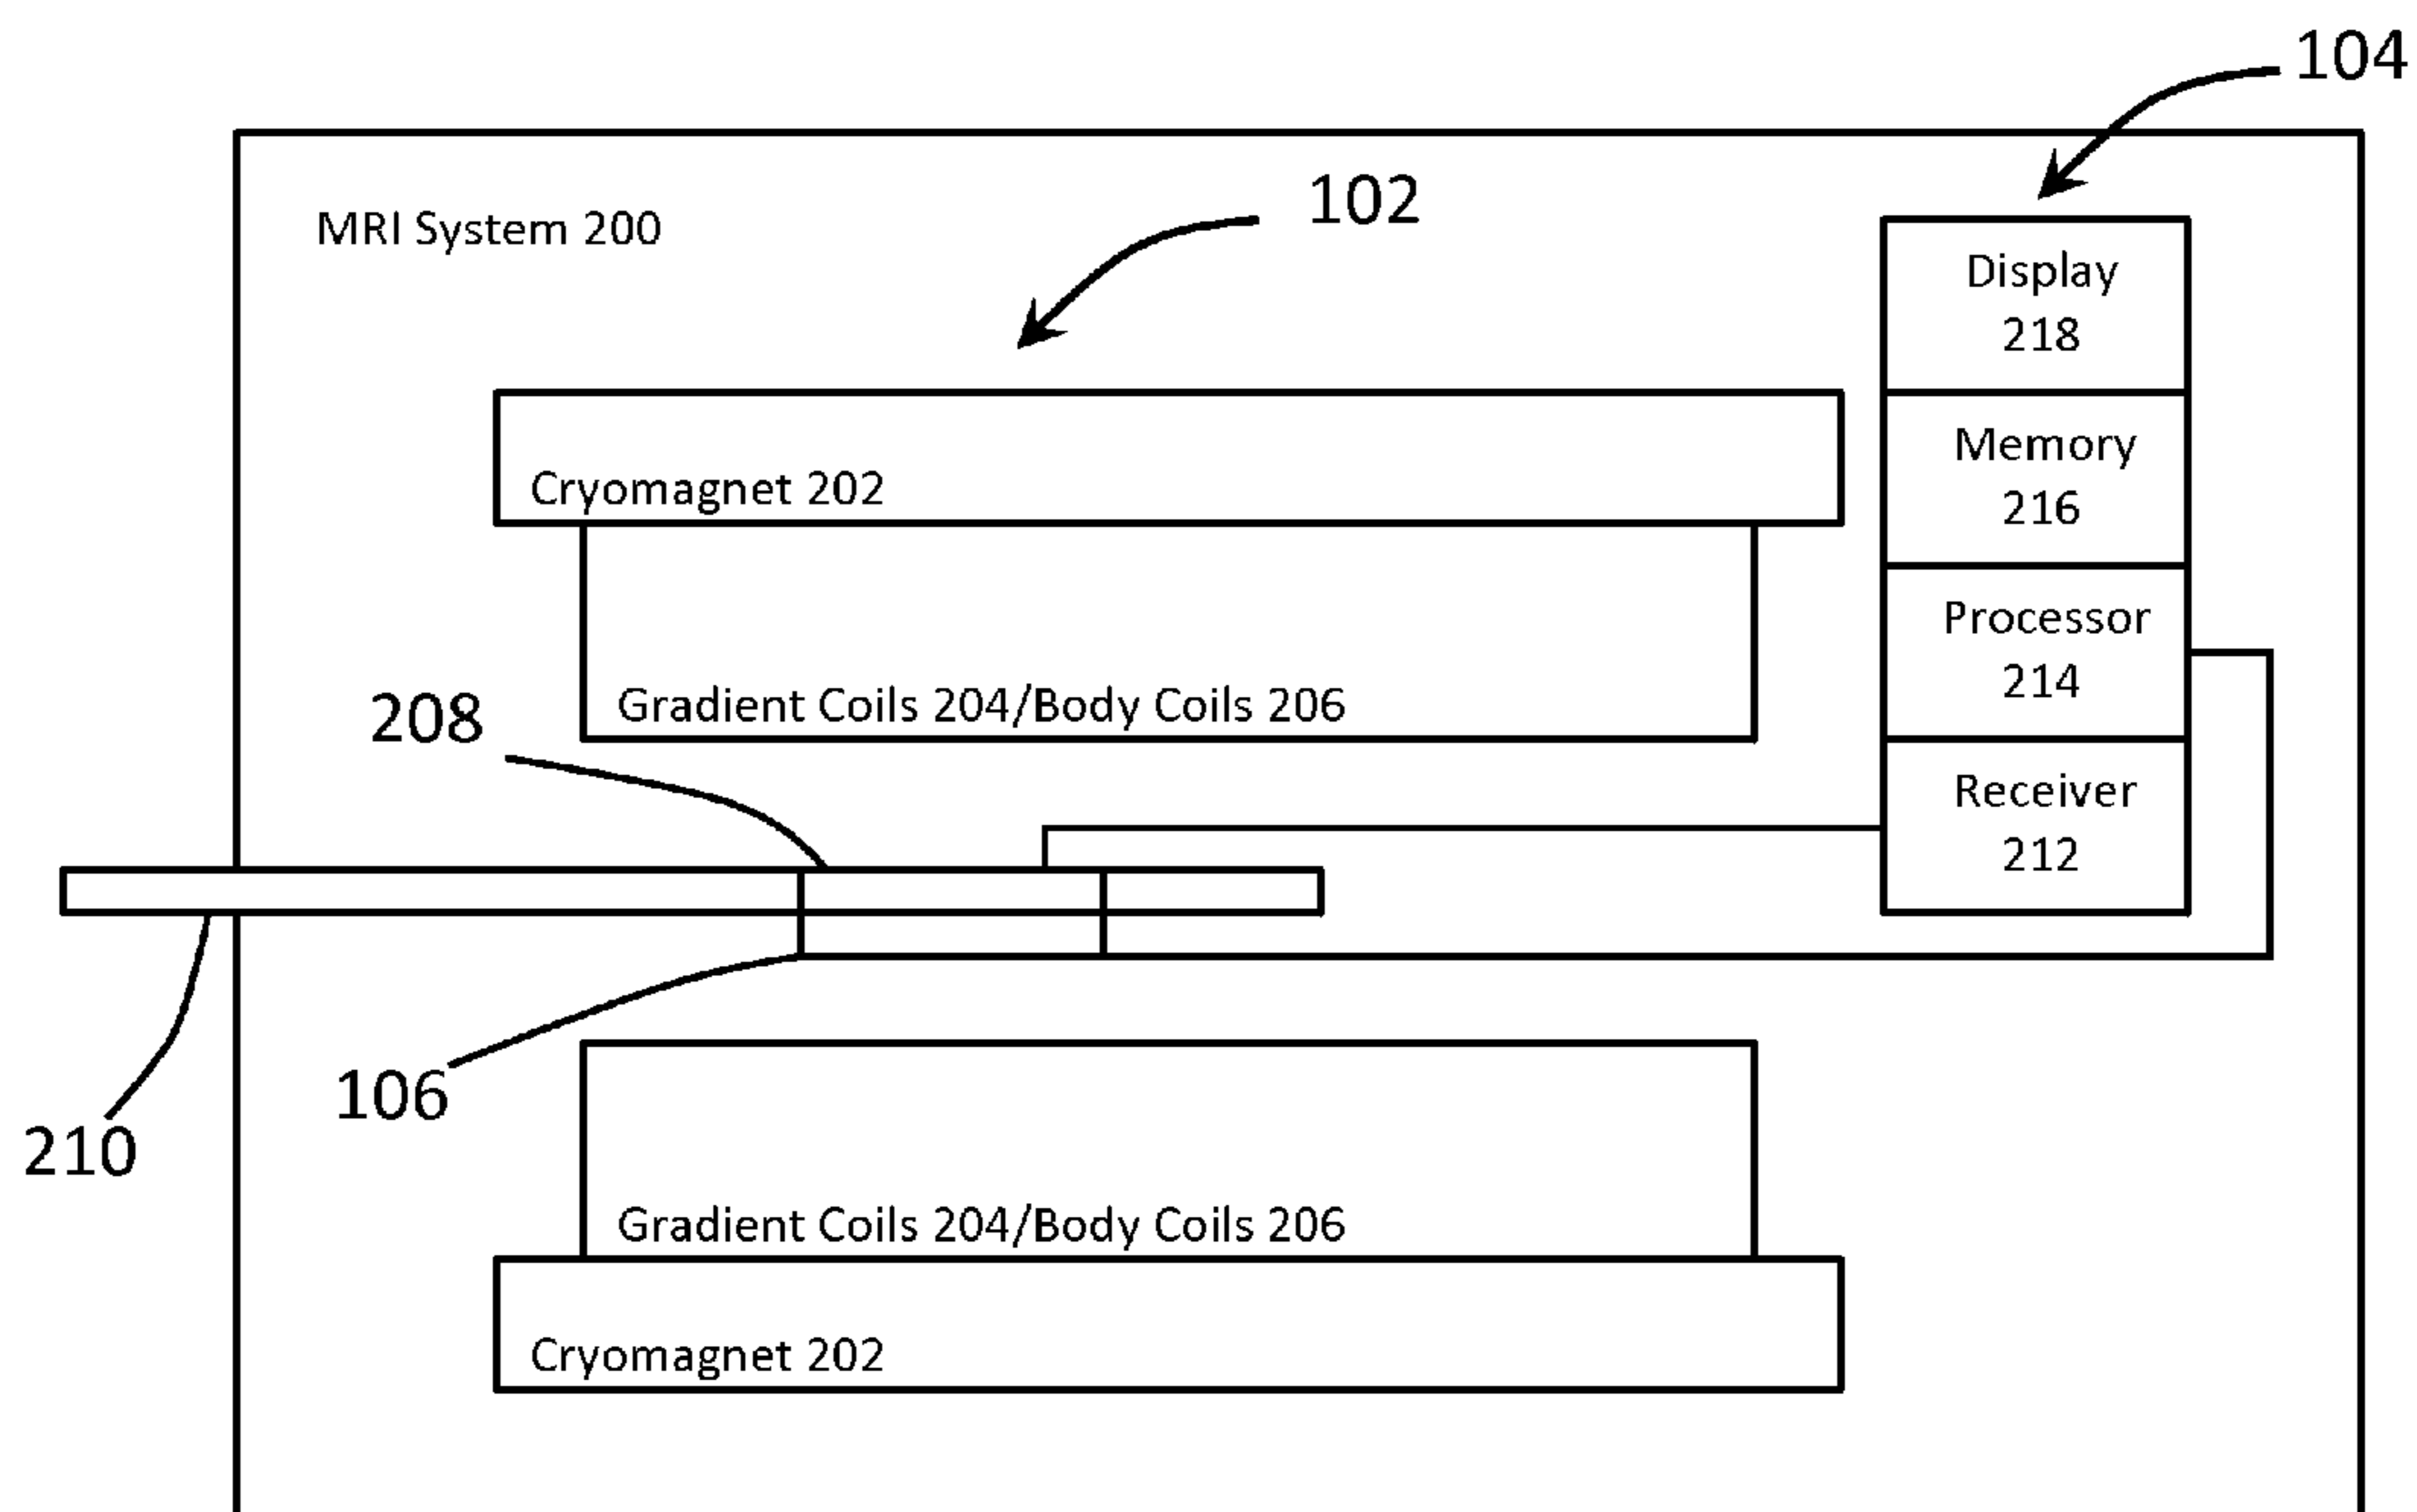 104
102
MRI System 200
Display
218
Cryomagnet 202
Memory
216
Gradient Coils 204/Body Coils 206
Processor
214
208
Receiver
212
106
210
Gradient Coils 204/Body Coils 206
Cryomagnet 202